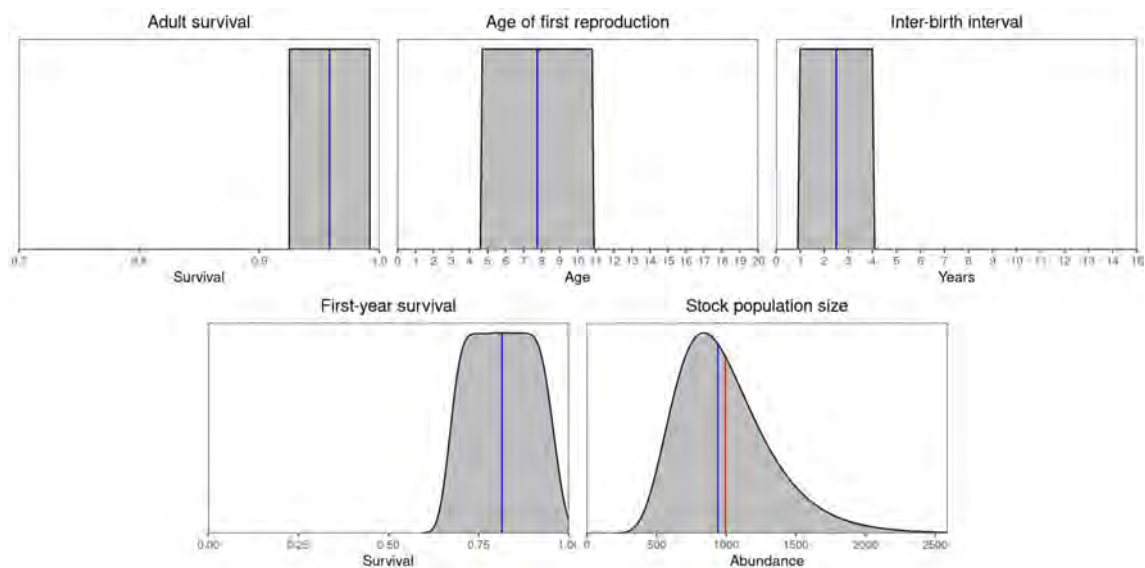 Adult survival
Age of first reproduction
Inter-birth interval
0.7 0.8 0.9 1.0
0 1 2 3 4 5 6 7 8 9 10 11 12 13 14 15 16 17 18 19 20
0 1 2 3 4 5 6 7 8 9 10 11 12 13 14 15 16
Survival
Age
Years
First-year survival
Stock population size
0.00 0.25 0.50 0.75 1.00
0 500 1000 1500 2000 2500
Survival
Abundance